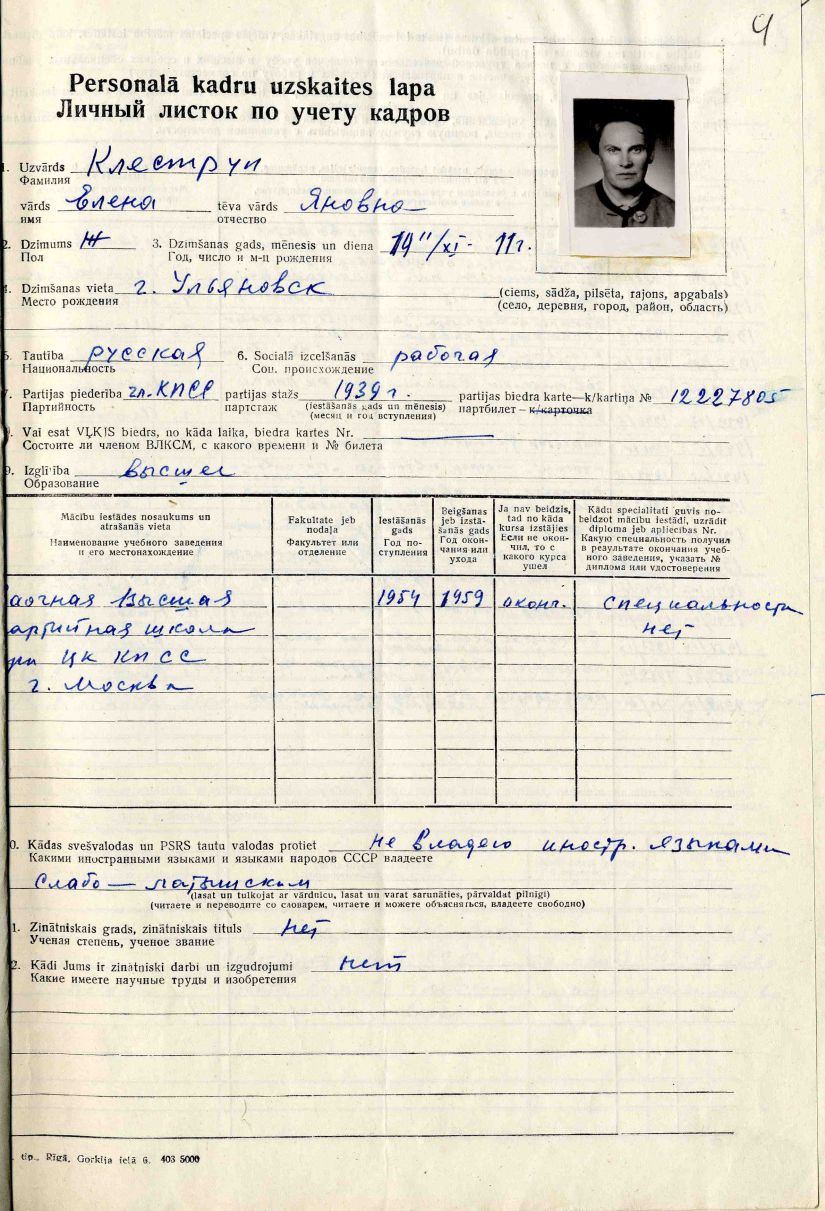 9
Personalā kadru uzskaites lapa
Личный листок по учету кадров
1. Uzvārds Клеструп
Фамилия
vārds Елена tēva vārds Яновна
имя отчество
2. Dzimums Ж 3. Dzimšanas gads, mēnesis un diena 19 11/XI - 11 г.
Пол Год, число и м-ц рождения
4. Dzimšanas vieta г. Ульяновск (ciems, sādža, pilsēta, rajons, apgabals)
Место рождения (село, деревня, город, район, область)
5. Tautība русская 6. Sociālā izcelšanās рабочая
Национальность Соц. происхождение
7. Partijas piederība чл. КПСС partijas stažs 1939 г. partijas biedra karte—k/kartiņa № 12227805
Партийность партстаж (iestāšanās gads un mēnesis) партбилет - к/карточка
(месяц и год вступления)
8. Vai esat VĻKJS biedrs, no kāda laika, biedra kartes Nr.
Состоите ли членом ВЛКСМ, с какого времени и № билета
9. Izglītība высшее
Образование
Mācību iestādes nosaukums un atrašanās vieta
Наименование учебного заведения и его местонахождение
Fakultāte jeb nodaļa
Факультет или отделение
Iestāšanās gads
Год поступления
Beigšanas jeb izstāšanās gads
Год окончания или ухода
Ja nav beidzis, tad no kāda kursa izstājies
Если не окончил, то с какого курса ушел
Kādu specialitāti guvis nobeidzot mācību iestādi, uzrādīt diploma jeb apliecības Nr.
Какую специальность получил в результате окончания учебного заведения, указать № диплома или удостоверения
аочная Высшая 1954 1959 оконч. специальности
артийная школа нет
ри ЦК КПСС
г. Москва
0. Kādas svešvalodas un PSRS tautu valodas protiet не владею иностр. языками
Какими иностранными языками и языками народов СССР владеете
слабо — латышским
(lasat un tulkojat ar vārdnīcu, lasat un varat sarunāties, pārvaldat pilnīgi)
(читаете и переводите со словарем, читаете и можете объясняться, владеете свободно)
1. Zinātniskais grads, zinātniskais tituls нет
Ученая степень, ученое звание
2. Kādi Jums ir zinātniski darbi un izgudrojumi нет
Какие имеете научные труды и изобретения
tip., Rīgā, Gorkija ielā 6. 403 5000